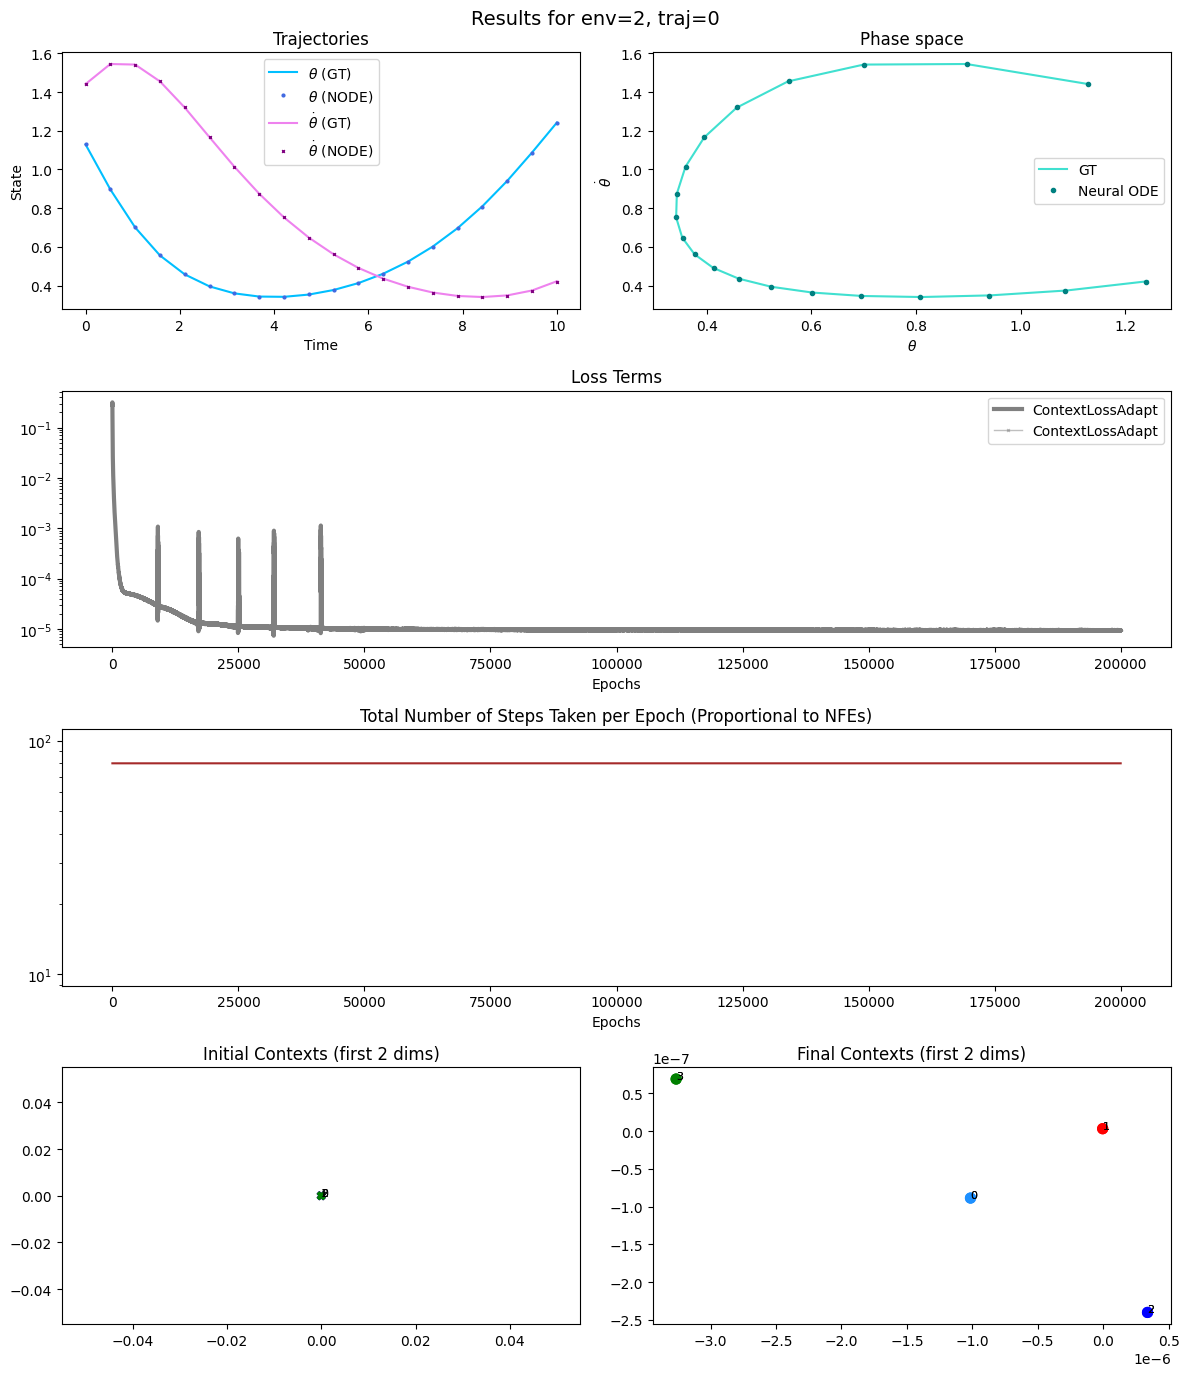 Results for env=2, traj=0
Trajectories
1.6
1.4
1.2
1.0
0.8
0.6
0.4
State
θ (GT)
θ (NODE)
θ̇ (GT)
θ̇ (NODE)
0 2 4 6 8 10
Time
Phase space
1.6
1.4
1.2
1.0
0.8
0.6
0.4
θ̇
GT
Neural ODE
0.4 0.6 0.8 1.0 1.2
θ
Loss Terms
10⁻¹
10⁻²
10⁻³
10⁻⁴
10⁻⁵
ContextLossAdapt
ContextLossAdapt
0 25000 50000 75000 100000 125000 150000 175000 200000
Epochs
Total Number of Steps Taken per Epoch (Proportional to NFEs)
10²
10¹
0 25000 50000 75000 100000 125000 150000 175000 200000
Epochs
Initial Contexts (first 2 dims)
0.04
0.02
0.00
−0.02
−0.04
−0.04 −0.02 0.00 0.02 0.04
Final Contexts (first 2 dims)
1e−7
0.5
0.0
−0.5
−1.0
−1.5
−2.0
−2.5
3
1
0
2
−3.0 −2.5 −2.0 −1.5 −1.0 −0.5 0.0 0.5
1e−6